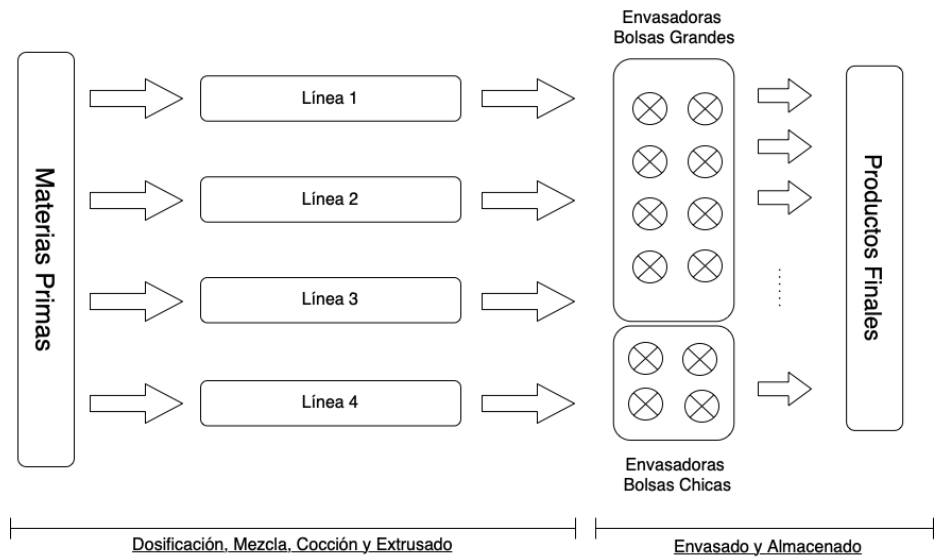 Envasadoras
Bolsas Grandes
Materias Primas
Línea 1
Línea 2
Línea 3
Línea 4
Productos Finales
Envasadoras
Bolsas Chicas
Dosificación, Mezcla, Cocción y Extrusado
Envasado y Almacenado